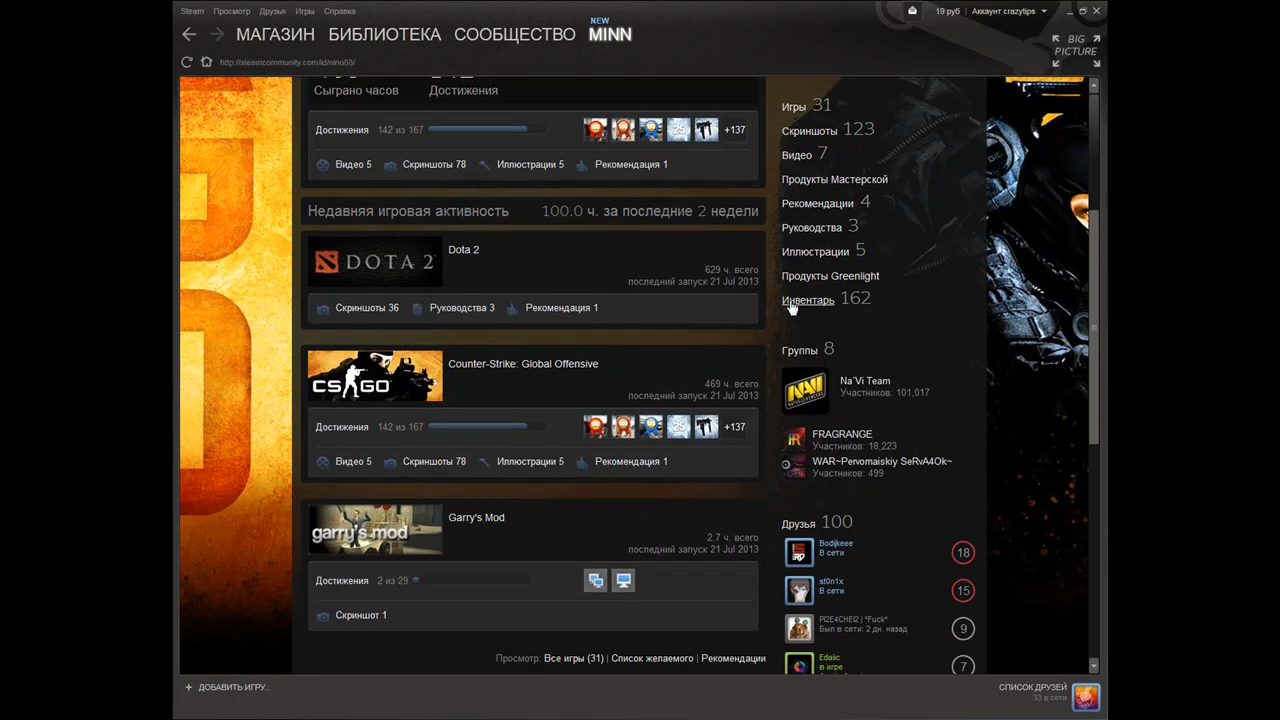 Steam Просмотр Друзья Игры Справка
19 руб Аккаунт crazytips
NEW
МАГАЗИН БИБЛИОТЕКА СООБЩЕСТВО MINN
BIG PICTURE
http://steamcommunity.com/id/nino88/
Сыграно часов Достижения
Достижения 142 из 167 +137
Видео 5 Скриншоты 78 Иллюстрации 5 Рекомендация 1
Недавняя игровая активность 100.0 ч. за последние 2 недели
DOTA 2
Dota 2
629 ч. всего
последний запуск 21 Jul 2013
Скриншоты 36 Руководства 3 Рекомендация 1
CS GO
Counter-Strike: Global Offensive
469 ч. всего
последний запуск 21 Jul 2013
Достижения 142 из 167 25 +137
Видео 5 Скриншоты 78 Иллюстрации 5 Рекомендация 1
garry's mod
Garry's Mod
2.7 ч. всего
последний запуск 21 Jul 2013
Достижения 2 из 29
Скриншот 1
Просмотр: Все игры (31) | Список желаемого | Рекомендации
Игры 31
Скриншоты 123
Видео 7
Продукты Мастерской
Рекомендации 4
Руководства 3
Иллюстрации 5
Продукты Greenlight
Инвентарь 162
Группы 8
NAVI
Na`Vi Team
Участников: 101,017
FRAGRANGE
Участников: 18,223
WAR~Pervomaiskiy SeRvA4Ok~
Участников: 499
Друзья 100
Bodjkeee
В сети
18
st0n1x
В сети
15
PI2E4CHEI2 | *Fuck*
Был в сети: 2 дн. назад
9
Edaiic
в игре
7
ДОБАВИТЬ ИГРУ...
СПИСОК ДРУЗЕЙ
33 в сети